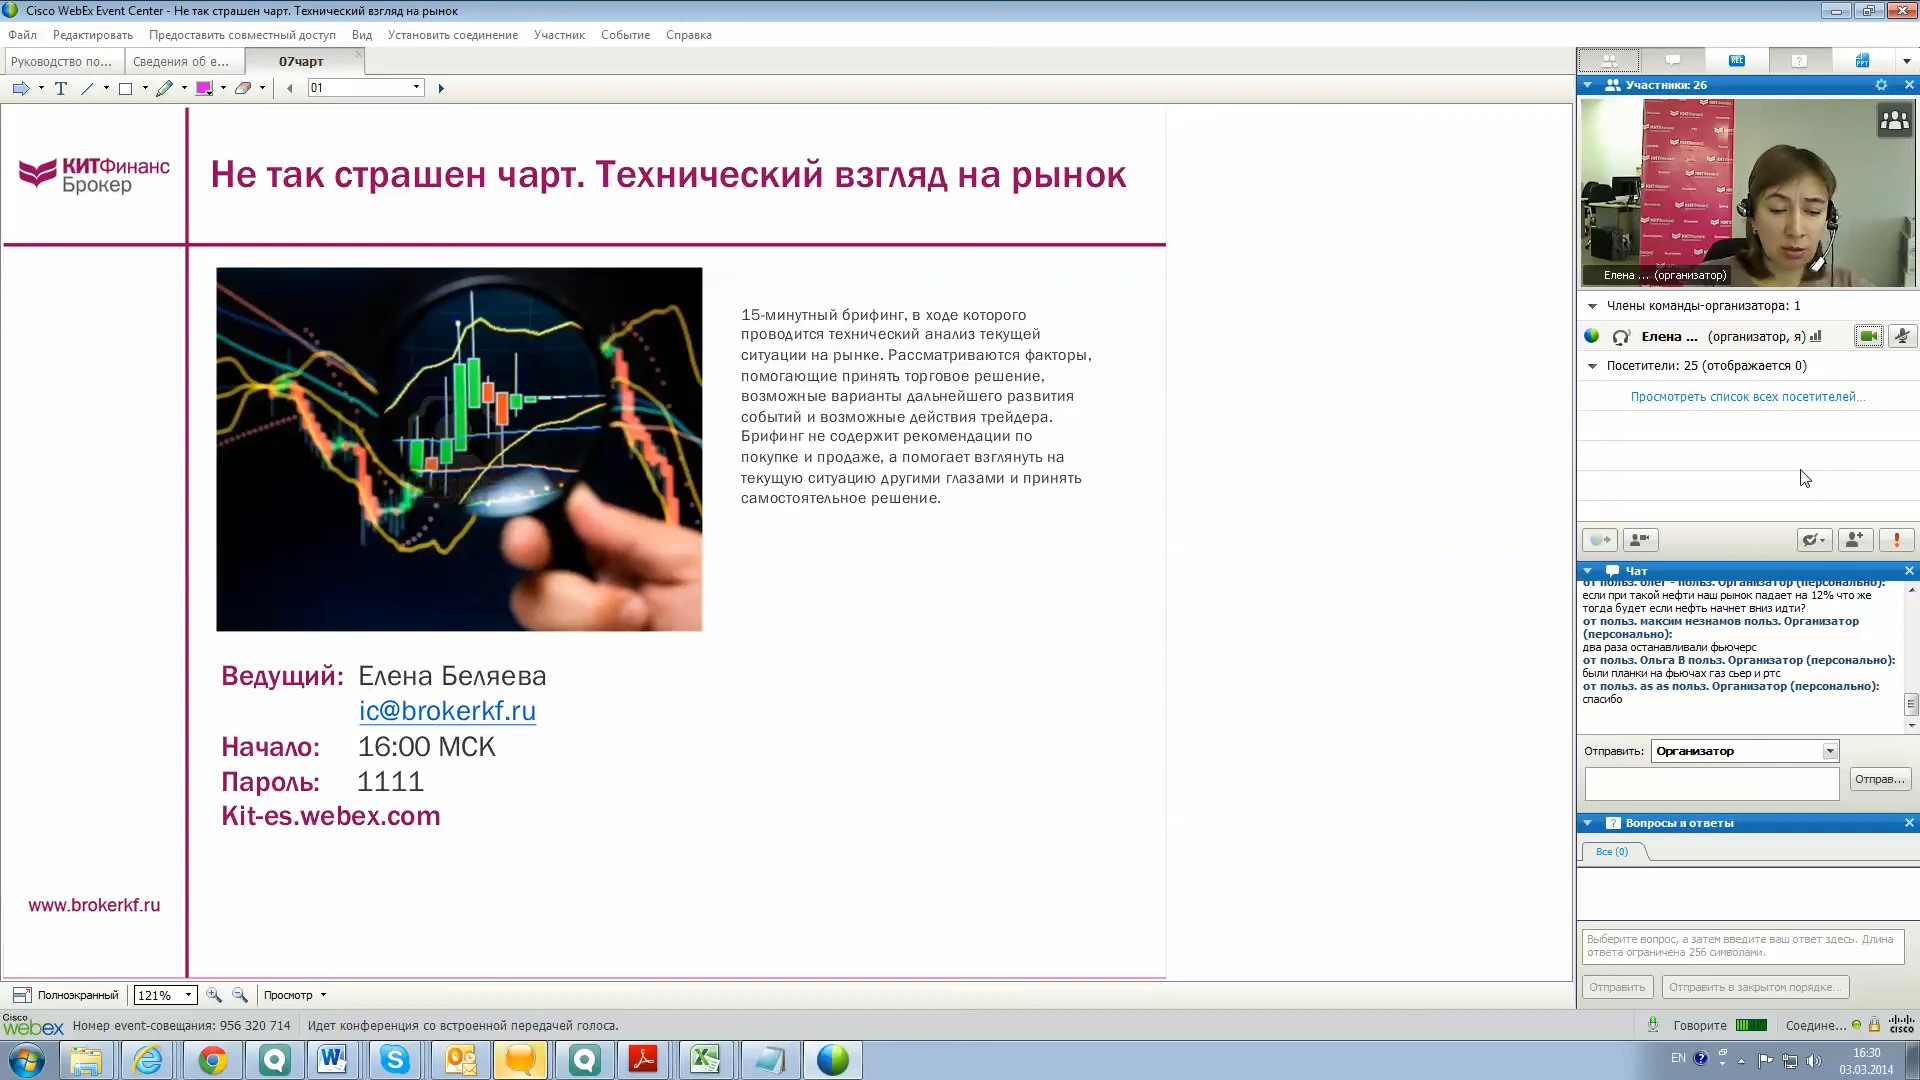 Cisco WebEx Event Center - Не так страшен чарт. Технический взгляд на рынок
Файл Редактировать Предоставить совместный доступ Вид Установить соединение Участник Событие Справка
Руководство по... Сведения об е... 07чарт
01
КИТФинанс
Брокер
Не так страшен чарт. Технический взгляд на рынок
15-минутный брифинг, в ходе которого
проводится технический анализ текущей
ситуации на рынке. Рассматриваются факторы,
помогающие принять торговое решение,
возможные варианты дальнейшего развития
событий и возможные действия трейдера.
Брифинг не содержит рекомендации по
покупке и продаже, а помогает взглянуть на
текущую ситуацию другими глазами и принять
самостоятельное решение.
Ведущий: Елена Беляева
ic@brokerkf.ru
Начало: 16:00 МСК
Пароль: 1111
Kit-es.webex.com
www.brokerkf.ru
Полноэкранный 121% Просмотр
Cisco
webex Номер event-совещания: 956 320 714 Идет конференция со встроенной передачей голоса.
REC
PPT
Участники: 26
Елена ... (организатор)
Члены команды-организатора: 1
Елена ... (организатор, я)
Посетители: 25 (отображается 0)
Просмотреть список всех посетителей...
Чат
от польз. олег - польз. Организатор (персонально):
если при такой нефти наш рынок падает на 12% что же
тогда будет если нефть начнет вниз идти?
от польз. максим незнамов польз. Организатор
(персонально):
два раза останавливали фьючерс
от польз. Ольга В польз. Организатор (персонально):
были планки на фьючах газ сбер и ртс
от польз. as as польз. Организатор (персонально):
спасибо
Отправить: Организатор
Отправ...
Вопросы и ответы
Все (0)
Выберите вопрос, а затем введите ваш ответ здесь. Длина
ответа ограничена 256 символами.
Отправить Отправить в закрытом порядке...
Говорите Соедине... CISCO
EN 16:30
03.03.2014